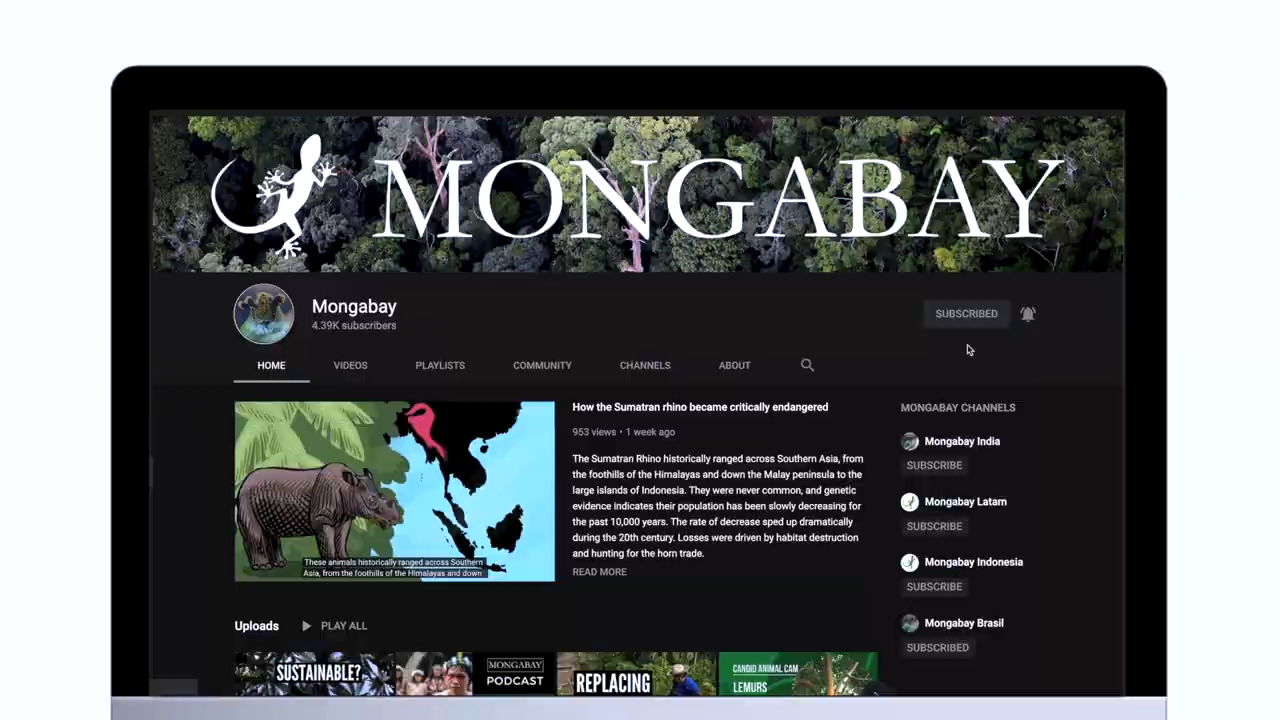 MONGABAY
Mongabay
4.39K subscribers
SUBSCRIBED
HOME
VIDEOS
PLAYLISTS
COMMUNITY
CHANNELS
ABOUT
These animals historically ranged across Southern
Asia, from the foothills of the Himalayas and down
How the Sumatran rhino became critically endangered
953 views • 1 week ago
The Sumatran Rhino historically ranged across Southern Asia, from
the foothills of the Himalayas and down the Malay peninsula to the
large islands of Indonesia. They were never common, and genetic
evidence indicates their population has been slowly decreasing for
the past 10,000 years. The rate of decrease sped up dramatically
during the 20th century. Losses were driven by habitat destruction
and hunting for the horn trade.
READ MORE
MONGABAY CHANNELS
Mongabay India
SUBSCRIBE
Mongabay Latam
SUBSCRIBE
Mongabay Indonesia
SUBSCRIBE
Mongabay Brasil
SUBSCRIBED
Uploads
PLAY ALL
SUSTAINABLE?
MONGABAY
PODCAST
REPLACING
CANDID ANIMAL CAM
LEMURS